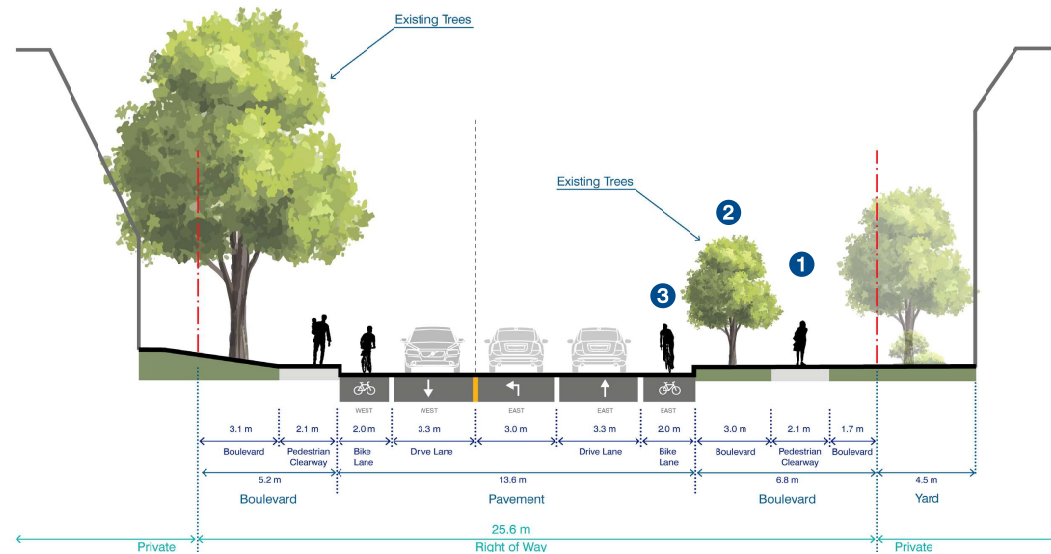 Existing Trees
Existing Trees
2
1
3
WEST
WEST
EAST
EAST
EAST
3.1 m
2.1 m
2.0m
3.3 m
3.0 m
3.3 m
2.0 m
3.0 m
2.1 m
1.7 m
Boulevard
Pedestrian
Clearway
Bike
Lane
Drive Lane
Drive Lane
Bike
Lane
Boulevard
Pedestrian
Clearway
Boulevard
5.2 m
13.6 m
6.8 m
4.5 m
Boulevard
Pavement
Boulevard
Yard
25.6 m
Private
Right of Way
Private